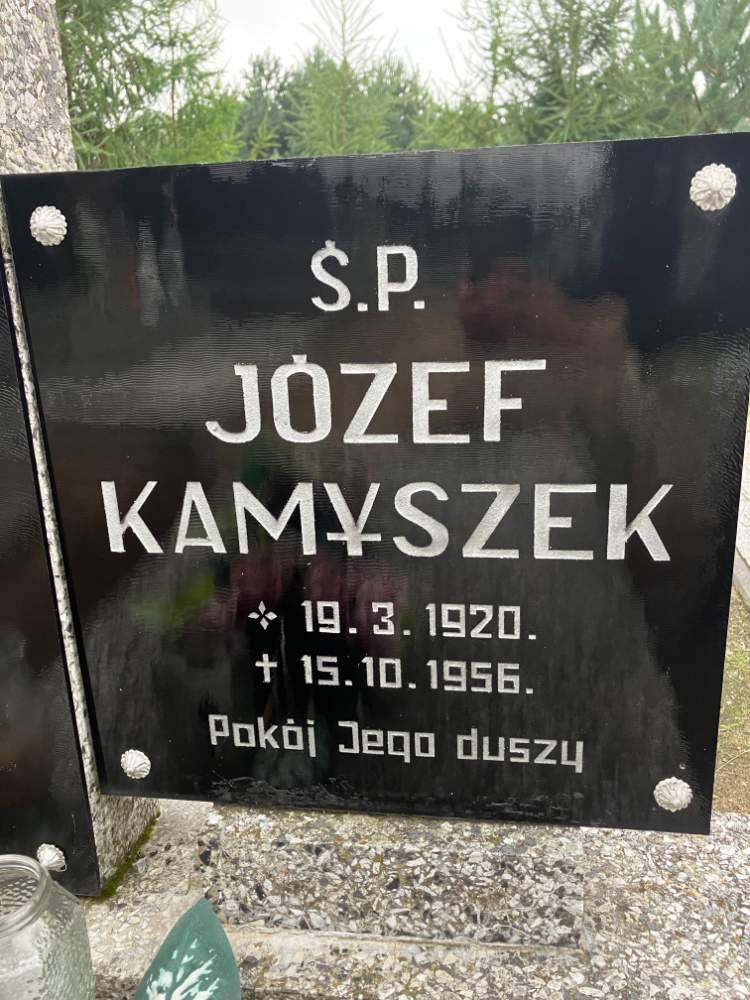 Ś.P.
JÓZEF
KAMYSZEK
19.3.1920.
15.10.1956.
Pokój Jego duszy